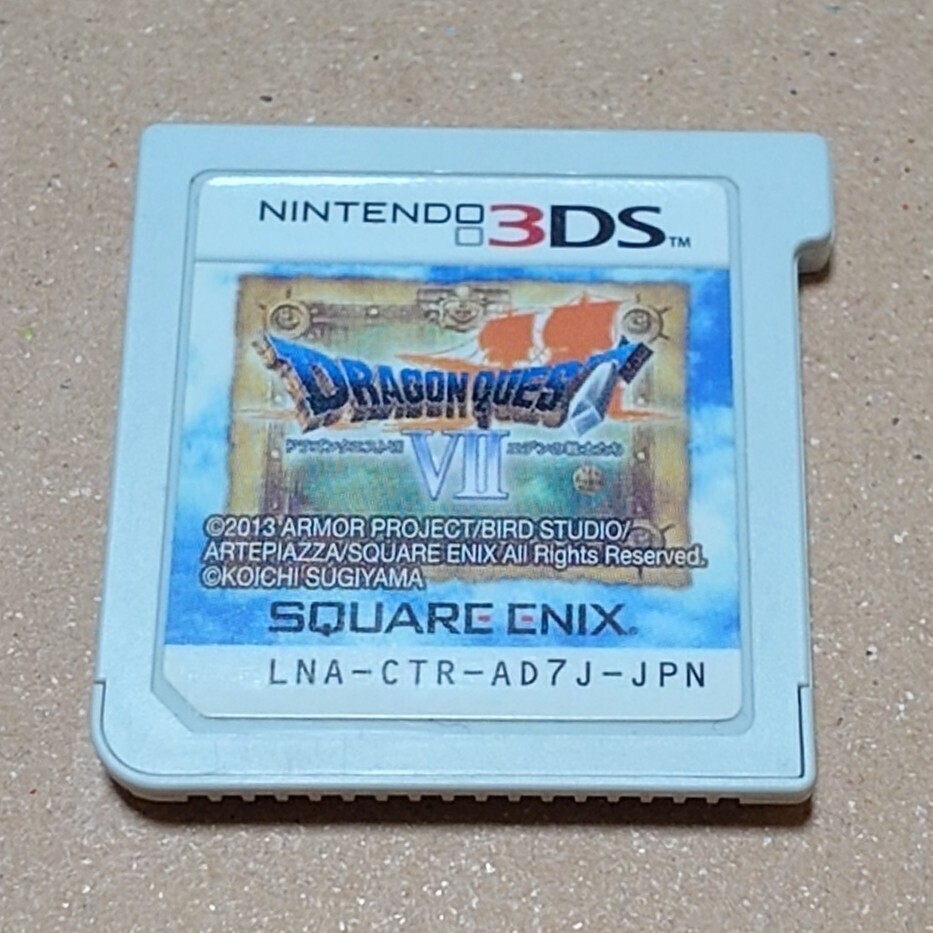 NINTENDO 3DS™
DRAGON QUEST
ドラゴンクエストVII エデンの戦士たち
VII
©2013 ARMOR PROJECT/BIRD STUDIO/
ARTEPIAZZA/SQUARE ENIX All Rights Reserved.
©KOICHI SUGIYAMA
SQUARE ENIX®
LNA-CTR-AD7J-JPN